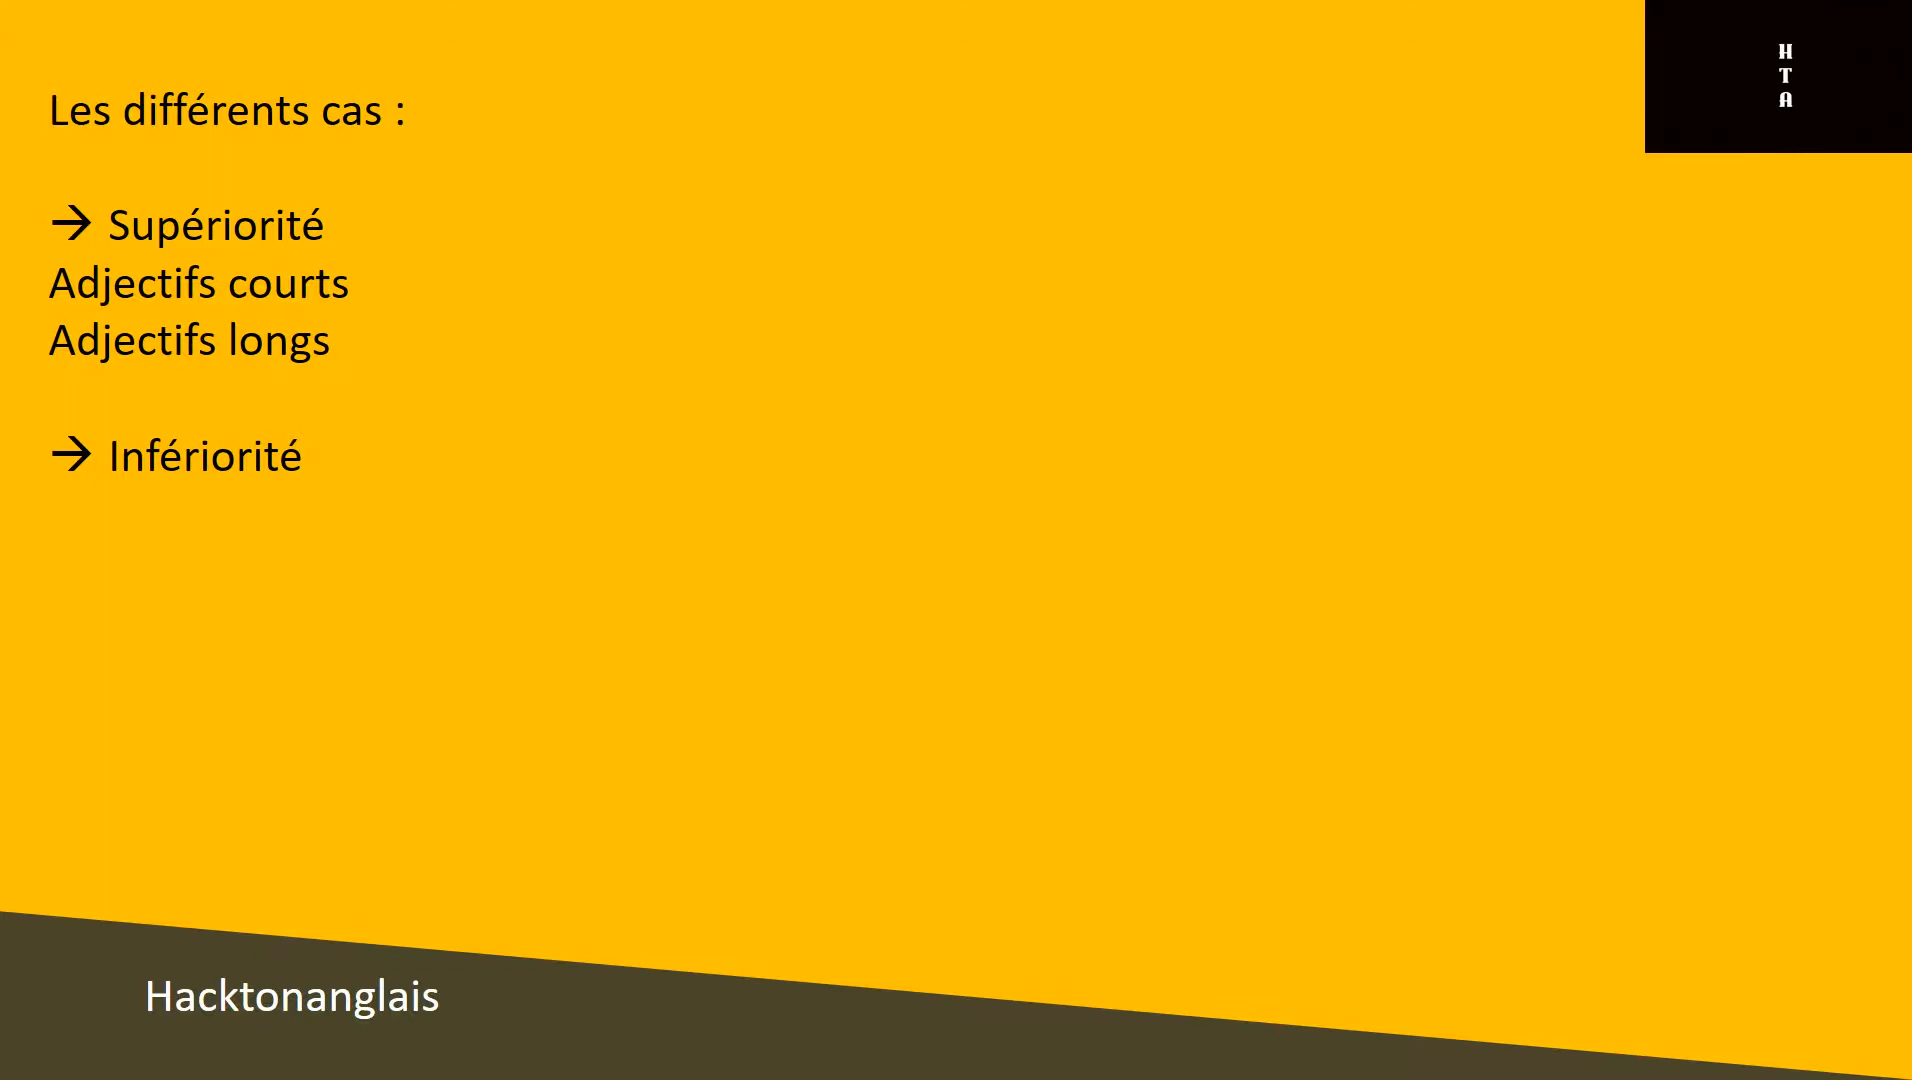 H
T
A
Les différents cas :
→ Supériorité
Adjectifs courts
Adjectifs longs
→ Infériorité
Hacktonanglais